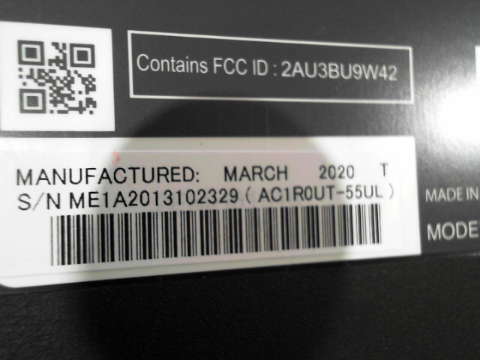 Contains FCC ID : 2AU3BU9W42
MANUFACTURED: MARCH 2020 T
S/N ME1A2013102329 ( AC1R0UT-55UL )
MADE IN
MODE